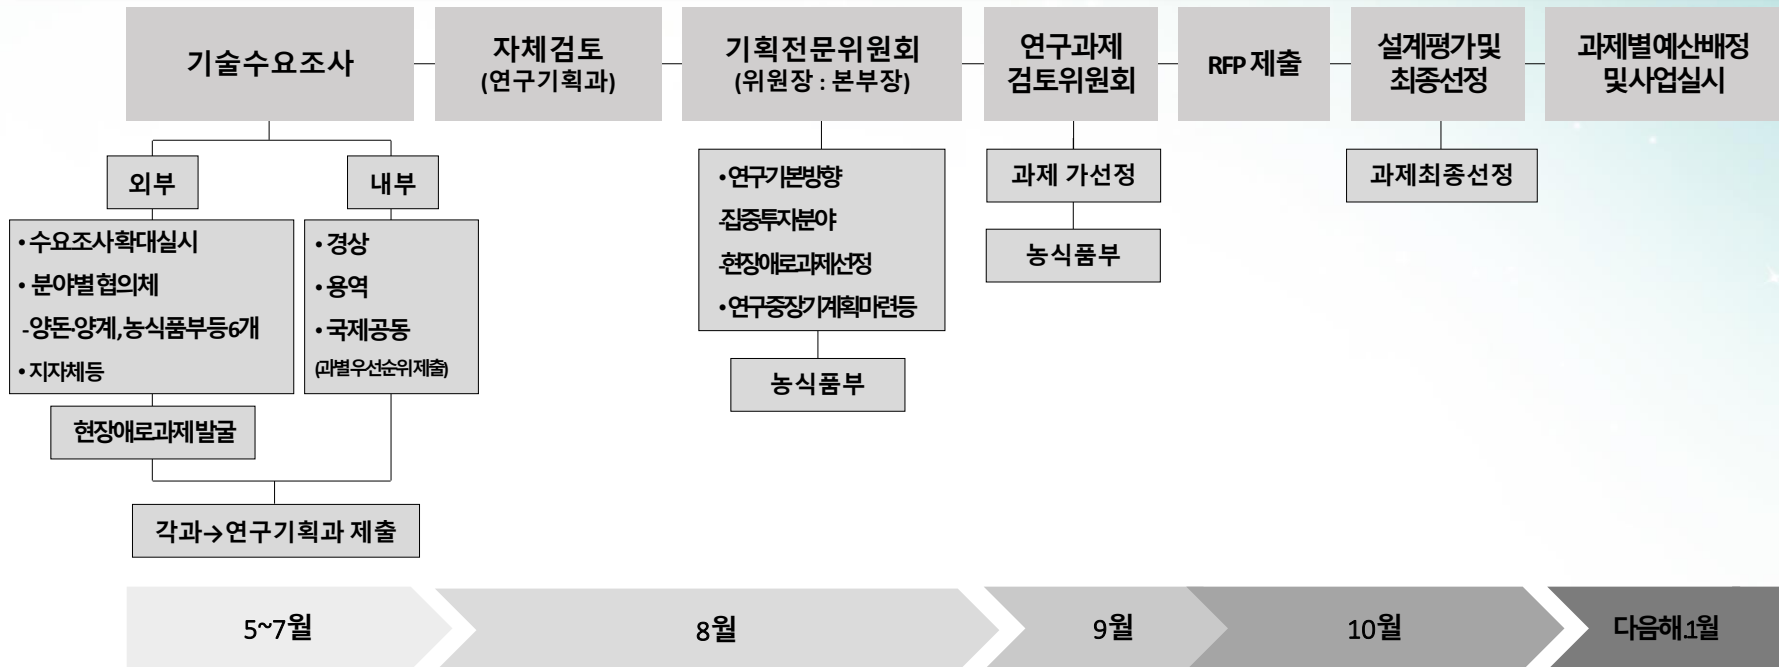 기술수요조사
자체검토
(연구기획과)
기획전문위원회
(위원장 : 본부장)
연구과제
검토위원회
RFP 제출
설계평가 및
최종선정
과제별 예산배정
및 사업실시
외부
내부
• 수요조사 확대실시
• 분야별 협의체
- 양돈·양계, 농식품부 등 6개
• 지자체 등
• 경상
• 용역
• 국제공동
(과별 우선순위 제출)
현장애로과제 발굴
각과→연구기획과 제출
• 연구기본방향
-집중투자분야
-현장애로과제선정
• 연구중장기계획마련 등
농식품부
과제 가선정
농식품부
과제최종선정
5~7월
8월
9월
10월
다음해.1월